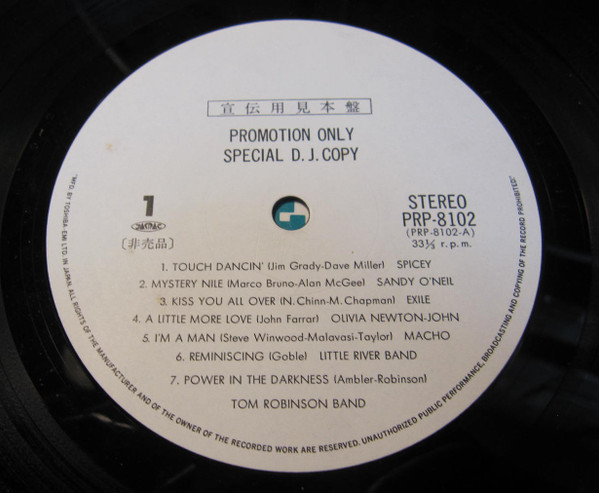 宣伝用見本盤
PROMOTION ONLY
SPECIAL D.J. COPY
1
JASRAC
〔非売品〕
STEREO
PRP-8102
(PRP-8102-A)
33⅓ r.p.m.
1. TOUCH DANCIN' (Jim Grady-Dave Miller) SPICEY
2. MYSTERY NILE (Marco Bruno-Alan McGee) SANDY O'NEIL
3. KISS YOU ALL OVER (N. Chinn-M. Chapman) EXILE
4. A LITTLE MORE LOVE (John Farrar) OLIVIA NEWTON-JOHN
5. I'M A MAN (Steve Winwood-Malavasi-Taylor) MACHO
6. REMINISCING (Goble) LITTLE RIVER BAND
7. POWER IN THE DARKNESS (Ambler-Robinson)
TOM ROBINSON BAND
"MFD. BY TOSHIBA-EMI LTD. IN JAPAN. ALL RIGHTS OF THE MANUFACTURER AND OF THE OWNER OF THE RECORDED WORK ARE RESERVED. UNAUTHORIZED PUBLIC PERFORMANCE, BROADCASTING AND COPYING OF THE RECORD PROHIBITED".